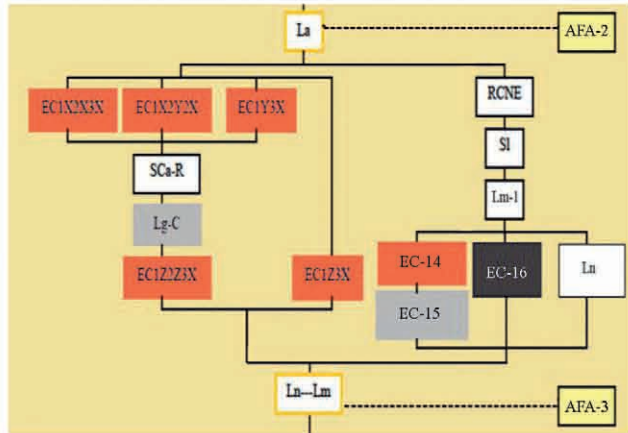 La
AFA-2
EC1X2X3X
EC1X2Y2X
EC1Y3X
RCNE
SCa-R
Sl
Lm-1
Lg-C
EC1Z2Z3X
EC1Z3X
EC-14
EC-16
Ln
EC-15
Ln---Lm
AFA-3